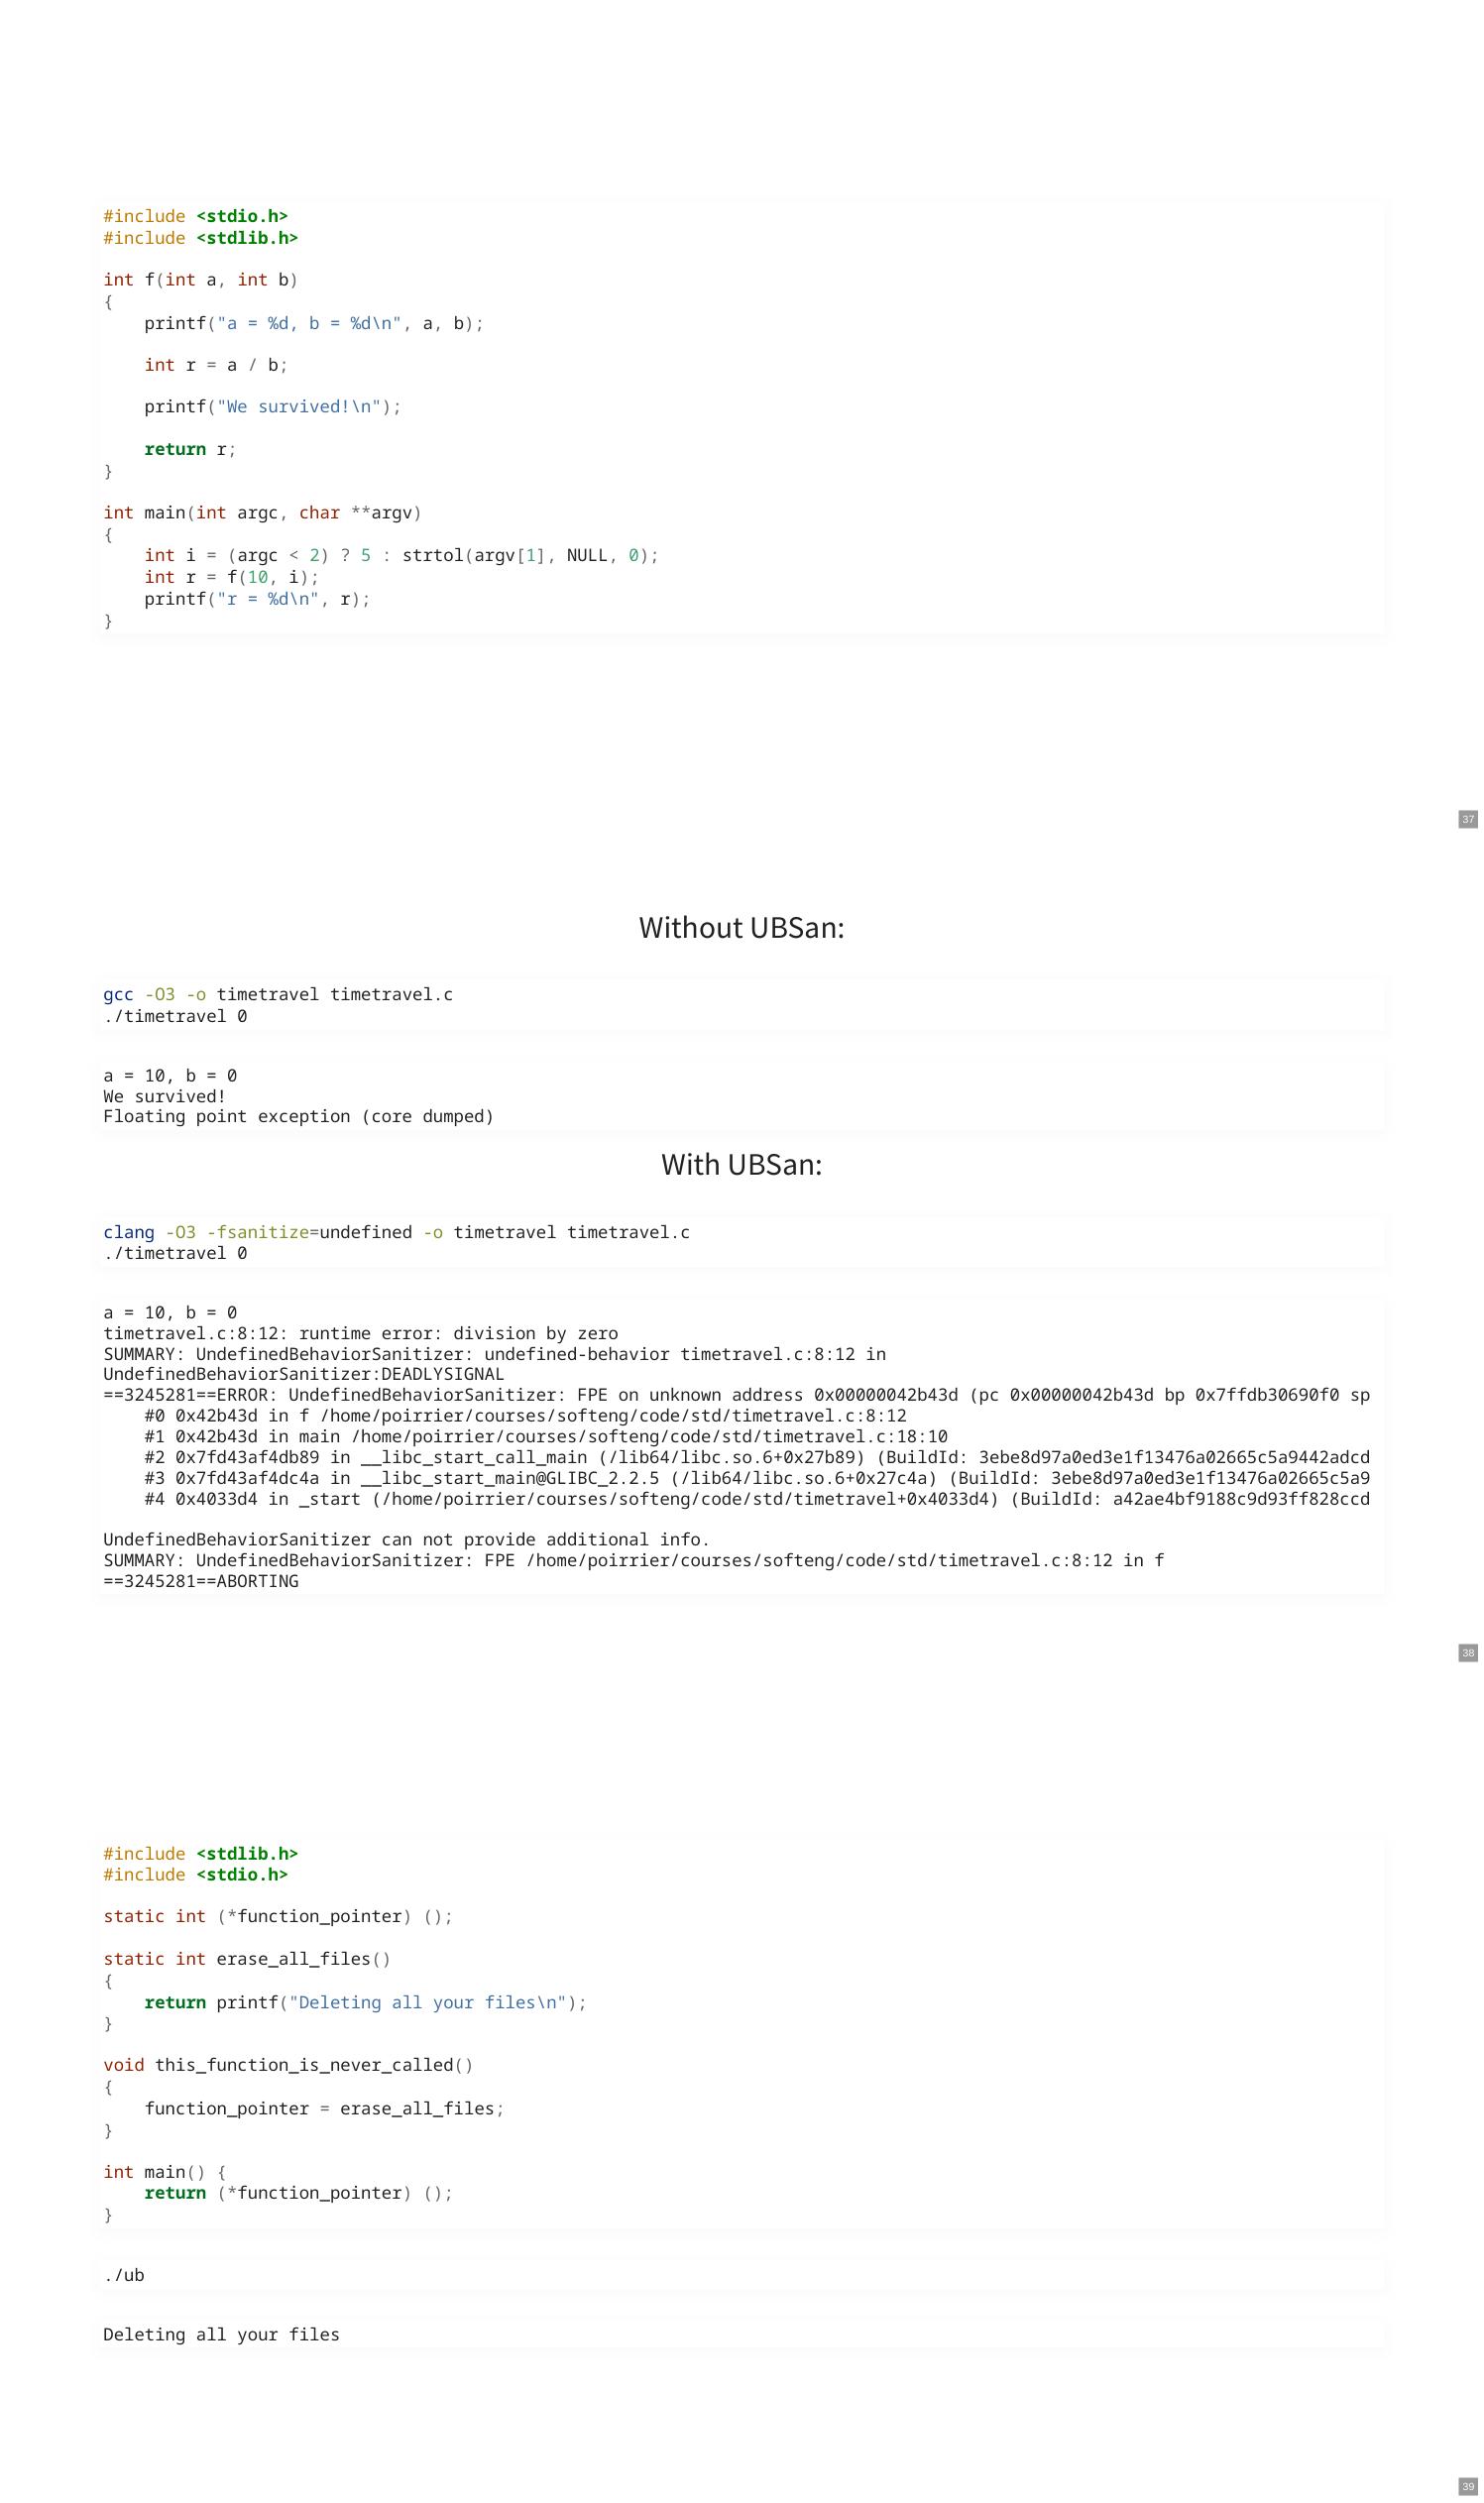 #include <stdio.h>
#include <stdlib.h>

int f(int a, int b)
{
    printf("a = %d, b = %d\n", a, b);

    int r = a / b;

    printf("We survived!\n");

    return r;
}

int main(int argc, char **argv)
{
    int i = (argc < 2) ? 5 : strtol(argv[1], NULL, 0);
    int r = f(10, i);
    printf("r = %d\n", r);
}
37
Without UBSan:
gcc -O3 -o timetravel timetravel.c
./timetravel 0
a = 10, b = 0
We survived!
Floating point exception (core dumped)
With UBSan:
clang -O3 -fsanitize=undefined -o timetravel timetravel.c
./timetravel 0
a = 10, b = 0
timetravel.c:8:12: runtime error: division by zero
SUMMARY: UndefinedBehaviorSanitizer: undefined-behavior timetravel.c:8:12 in
UndefinedBehaviorSanitizer:DEADLYSIGNAL
==3245281==ERROR: UndefinedBehaviorSanitizer: FPE on unknown address 0x00000042b43d (pc 0x00000042b43d bp 0x7ffdb30690f0 sp
    #0 0x42b43d in f /home/poirrier/courses/softeng/code/std/timetravel.c:8:12
    #1 0x42b43d in main /home/poirrier/courses/softeng/code/std/timetravel.c:18:10
    #2 0x7fd43af4db89 in __libc_start_call_main (/lib64/libc.so.6+0x27b89) (BuildId: 3ebe8d97a0ed3e1f13476a02665c5a9442adcd
    #3 0x7fd43af4dc4a in __libc_start_main@GLIBC_2.2.5 (/lib64/libc.so.6+0x27c4a) (BuildId: 3ebe8d97a0ed3e1f13476a02665c5a9
    #4 0x4033d4 in _start (/home/poirrier/courses/softeng/code/std/timetravel+0x4033d4) (BuildId: a42ae4bf9188c9d93ff828ccd

UndefinedBehaviorSanitizer can not provide additional info.
SUMMARY: UndefinedBehaviorSanitizer: FPE /home/poirrier/courses/softeng/code/std/timetravel.c:8:12 in f
==3245281==ABORTING
38
#include <stdlib.h>
#include <stdio.h>

static int (*function_pointer) ();

static int erase_all_files()
{
    return printf("Deleting all your files\n");
}

void this_function_is_never_called()
{
    function_pointer = erase_all_files;
}

int main() {
    return (*function_pointer) ();
}
./ub
Deleting all your files
39